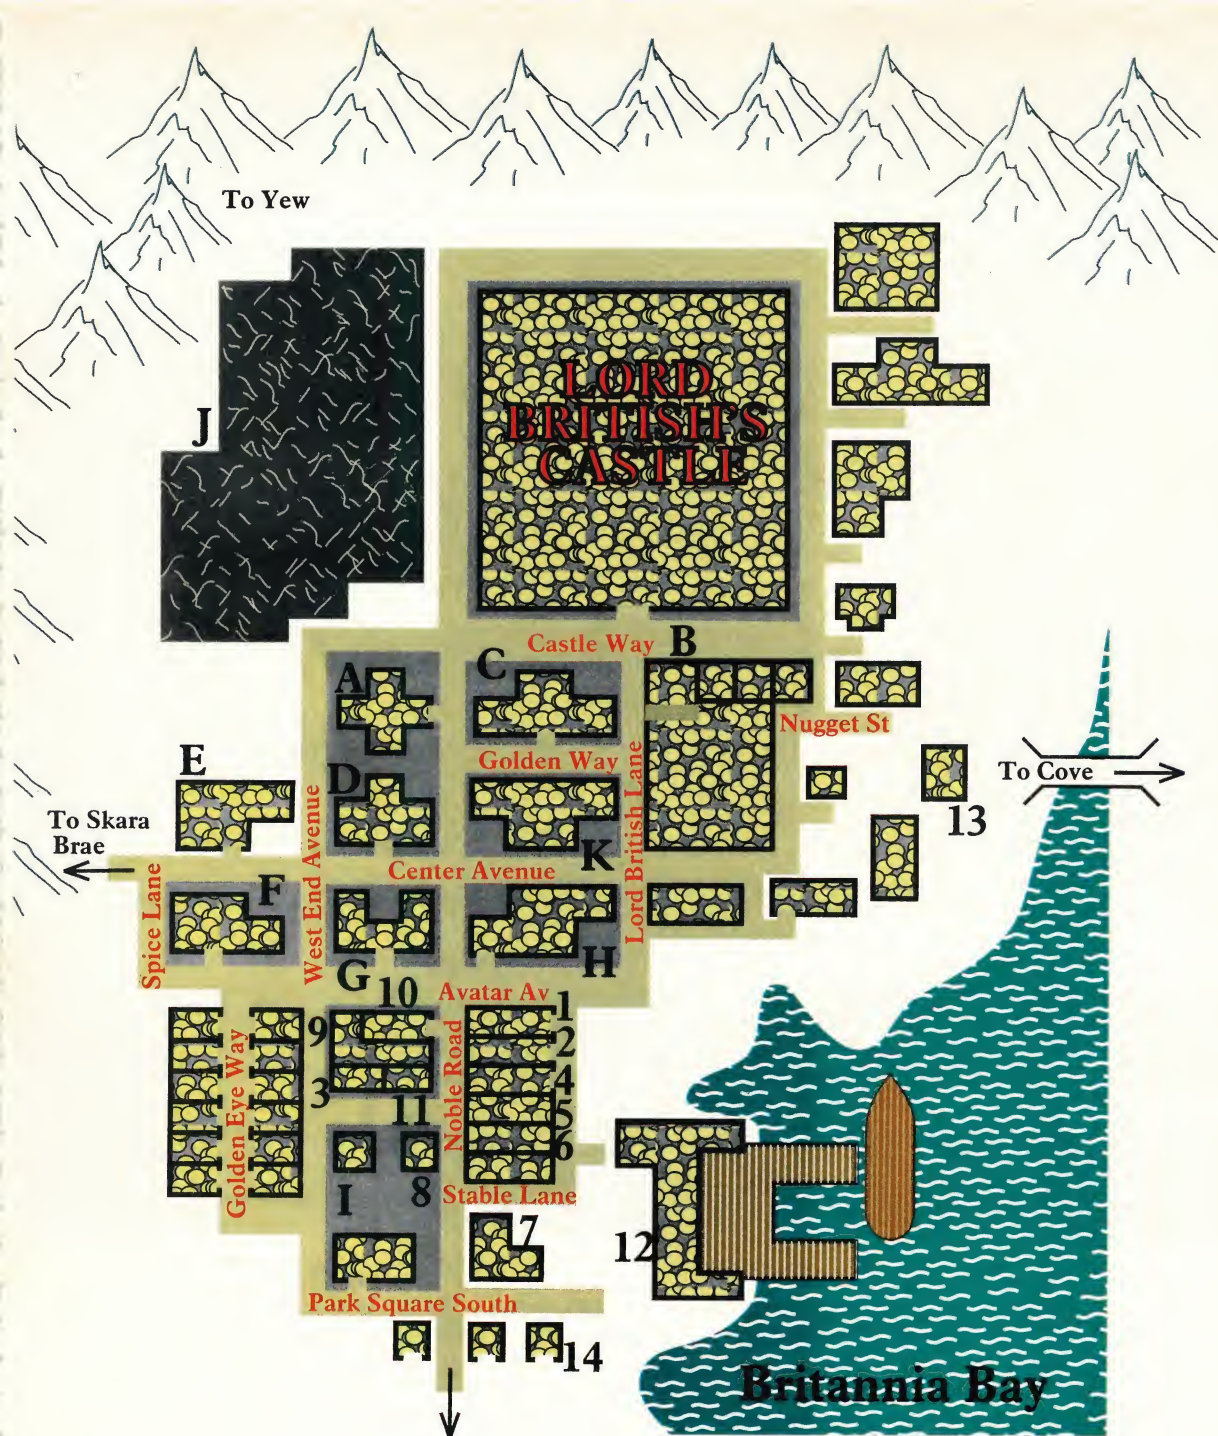 To Yew
LORD
BRITISH'S
CASTLE
J
Castle Way
B
A
C
Nugget St
E
D
Golden Way
To Cove
13
To Skara
Brae
West End Avenue
Lord British Lane
K
Center Avenue
Spice Lane
F
G
H
10
Avatar Av
1
9
2
3
4
11
5
6
Noble Road
Golden Eye Way
I
8
Stable Lane
7
12
Park Square South
14
Britannia Bay